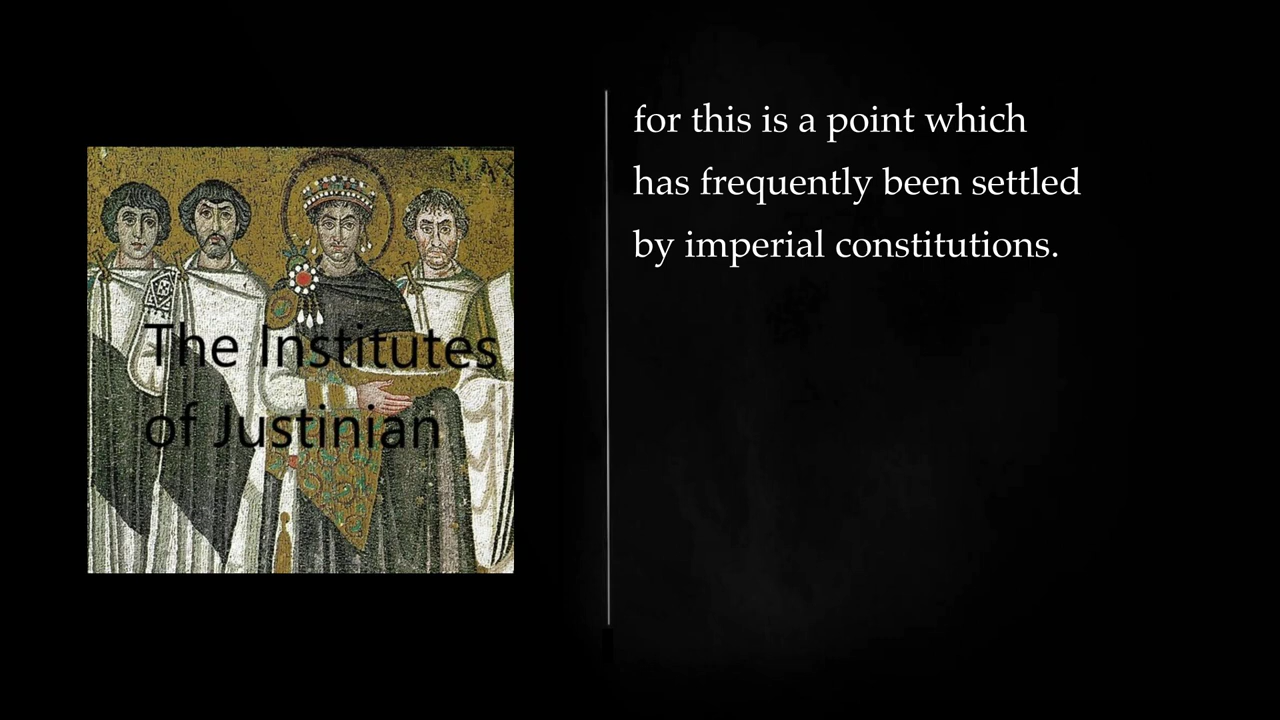 The Institutes
of Justinian
for this is a point which
has frequently been settled
by imperial constitutions.